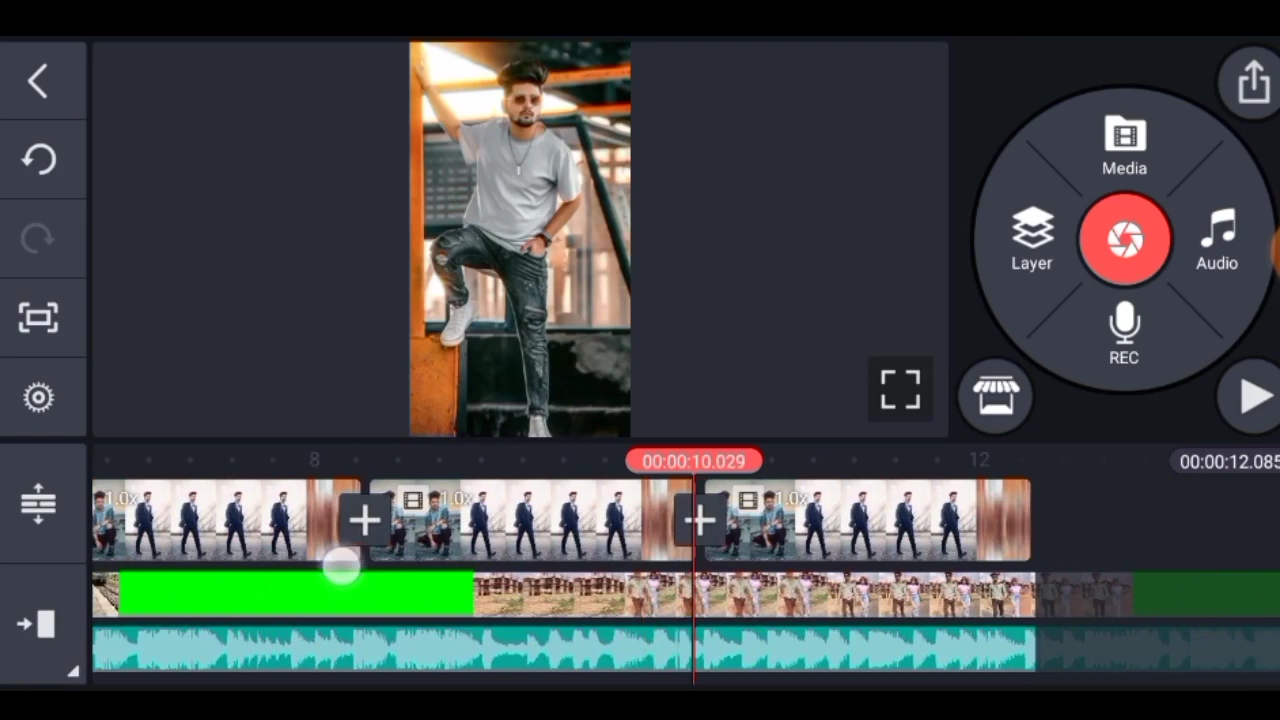 Media
Layer
Audio
REC
8
00:00:10.029
12
00:00:12.085
1.0x
1.0x
1.0x